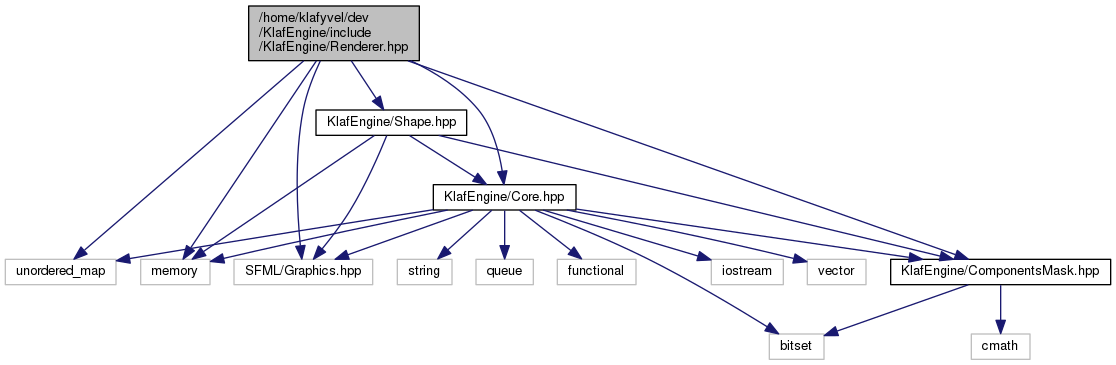 /home/klafyvel/dev
/KlafEngine/include
/KlafEngine/Renderer.hpp
KlafEngine/Shape.hpp
KlafEngine/Core.hpp
unordered_map
memory
SFML/Graphics.hpp
string
queue
functional
iostream
vector
KlafEngine/ComponentsMask.hpp
bitset
cmath